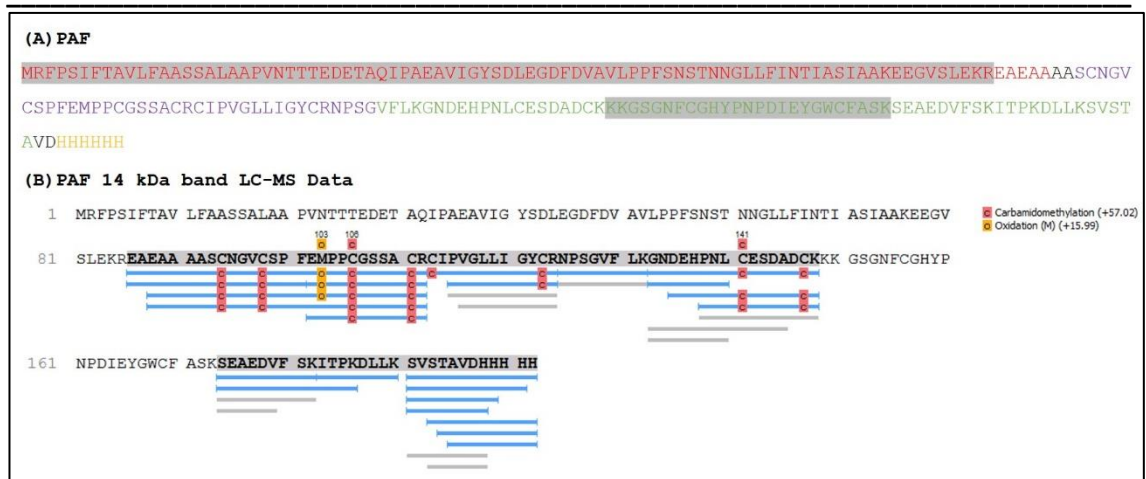 (A) PAF
MRFPSIFTAVLFAASSALAAPVNTTTEDETAQIPAEAVIGYSDLEGDFDVAVLPPFSNSTNNGLLFINTIASIAAKEEGVSLEKREAEAAAASCNGV
CSPFEMPPCGSSACRCIPVGLLIGYCRNPSGVFLKGNDEHPNLCESDADCKKKGSGNFCGHYPNPDIEYGWCFASKSEAEDVFSKITPKDLLKSVST
AVDHHHHHH
(B) PAF 14 kDa band LC-MS Data
1 MRFPSIFTAV LFAASSALAA PVNTTTEDET AQIPAEAVIG YSDLEGDFDV AVLPPFSNST NNGLLFINTI ASIAAKEEGV
c Carbamidomethylation (+57.02)
o Oxidation (M) (+15.99)
103 106 141
o c c
81 SLEKREAEAA AASCNGVCSP FEMPPCGSSA CRCIPVGLLI GYCRNPSGVF LKGNDEHPNL CESDADCKKK GSGNFCGHYP
c c o c c c c c
c c o c c c
c c o c c c c
c c c c
c c
161 NPDIEYGWCF ASKSEAEDVF SKITPKDLLK SVSTAVDHHH HH